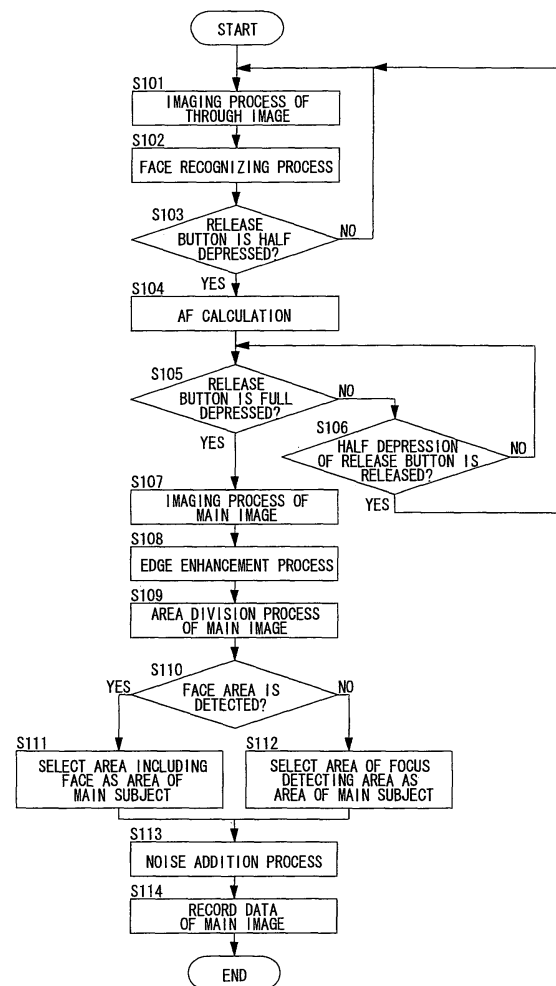 START
S101
IMAGING PROCESS OF
THROUGH IMAGE
S102
FACE RECOGNIZING PROCESS
S103
RELEASE
BUTTON IS HALF
DEPRESSED?
NO
YES
S104
AF CALCULATION
S105
RELEASE
BUTTON IS FULL
DEPRESSED?
NO
YES
S106
HALF DEPRESSION
OF RELEASE BUTTON IS
RELEASED?
NO
YES
S107
IMAGING PROCESS OF
MAIN IMAGE
S108
EDGE ENHANCEMENT PROCESS
S109
AREA DIVISION PROCESS
OF MAIN IMAGE
S110
YES
FACE AREA IS
DETECTED?
NO
S111
SELECT AREA INCLUDING
FACE AS AREA OF
MAIN SUBJECT
S112
SELECT AREA OF FOCUS
DETECTING AREA AS
AREA OF MAIN SUBJECT
S113
NOISE ADDITION PROCESS
S114
RECORD DATA
OF MAIN IMAGE
END